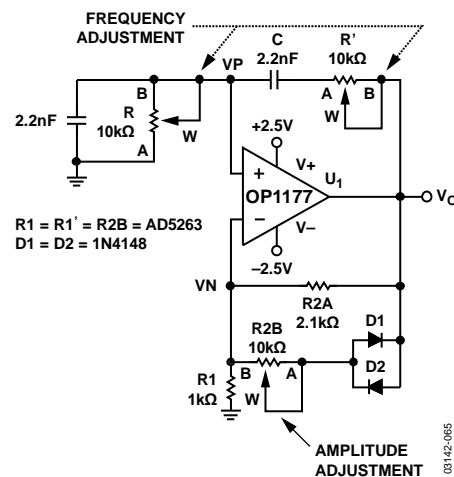 FREQUENCY
ADJUSTMENT
C
2.2nF
R'
10kΩ
VP
A
B
W
B
R
10kΩ
W
A
2.2nF
+2.5V
V+
+
OP1177
U1
−
V−
−2.5V
VO
R1 = R1' = R2B = AD5263
D1 = D2 = 1N4148
VN
R2A
2.1kΩ
R2B
10kΩ
B
A
W
D1
D2
R1
1kΩ
AMPLITUDE
ADJUSTMENT
03142-065